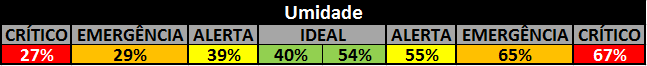 Umidade
CRÍTICO EMERGÊNCIA ALERTA IDEAL ALERTA EMERGÊNCIA CRÍTICO
27% 29% 39% 40% 54% 55% 65% 67%